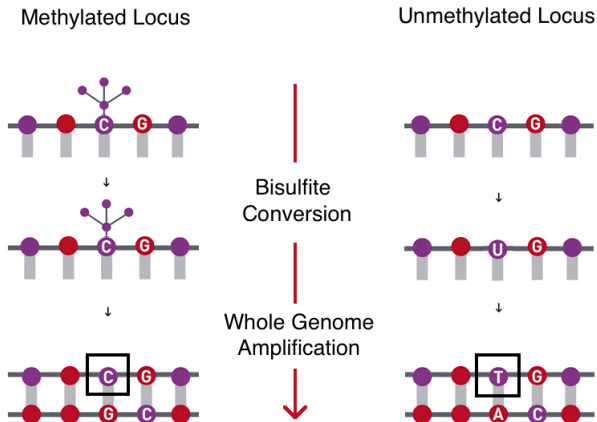 Methylated Locus
Unmethylated Locus
C G
C G
Bisulfite
Conversion
C G
U G
Whole Genome
Amplification
C G
T G
G C
A C